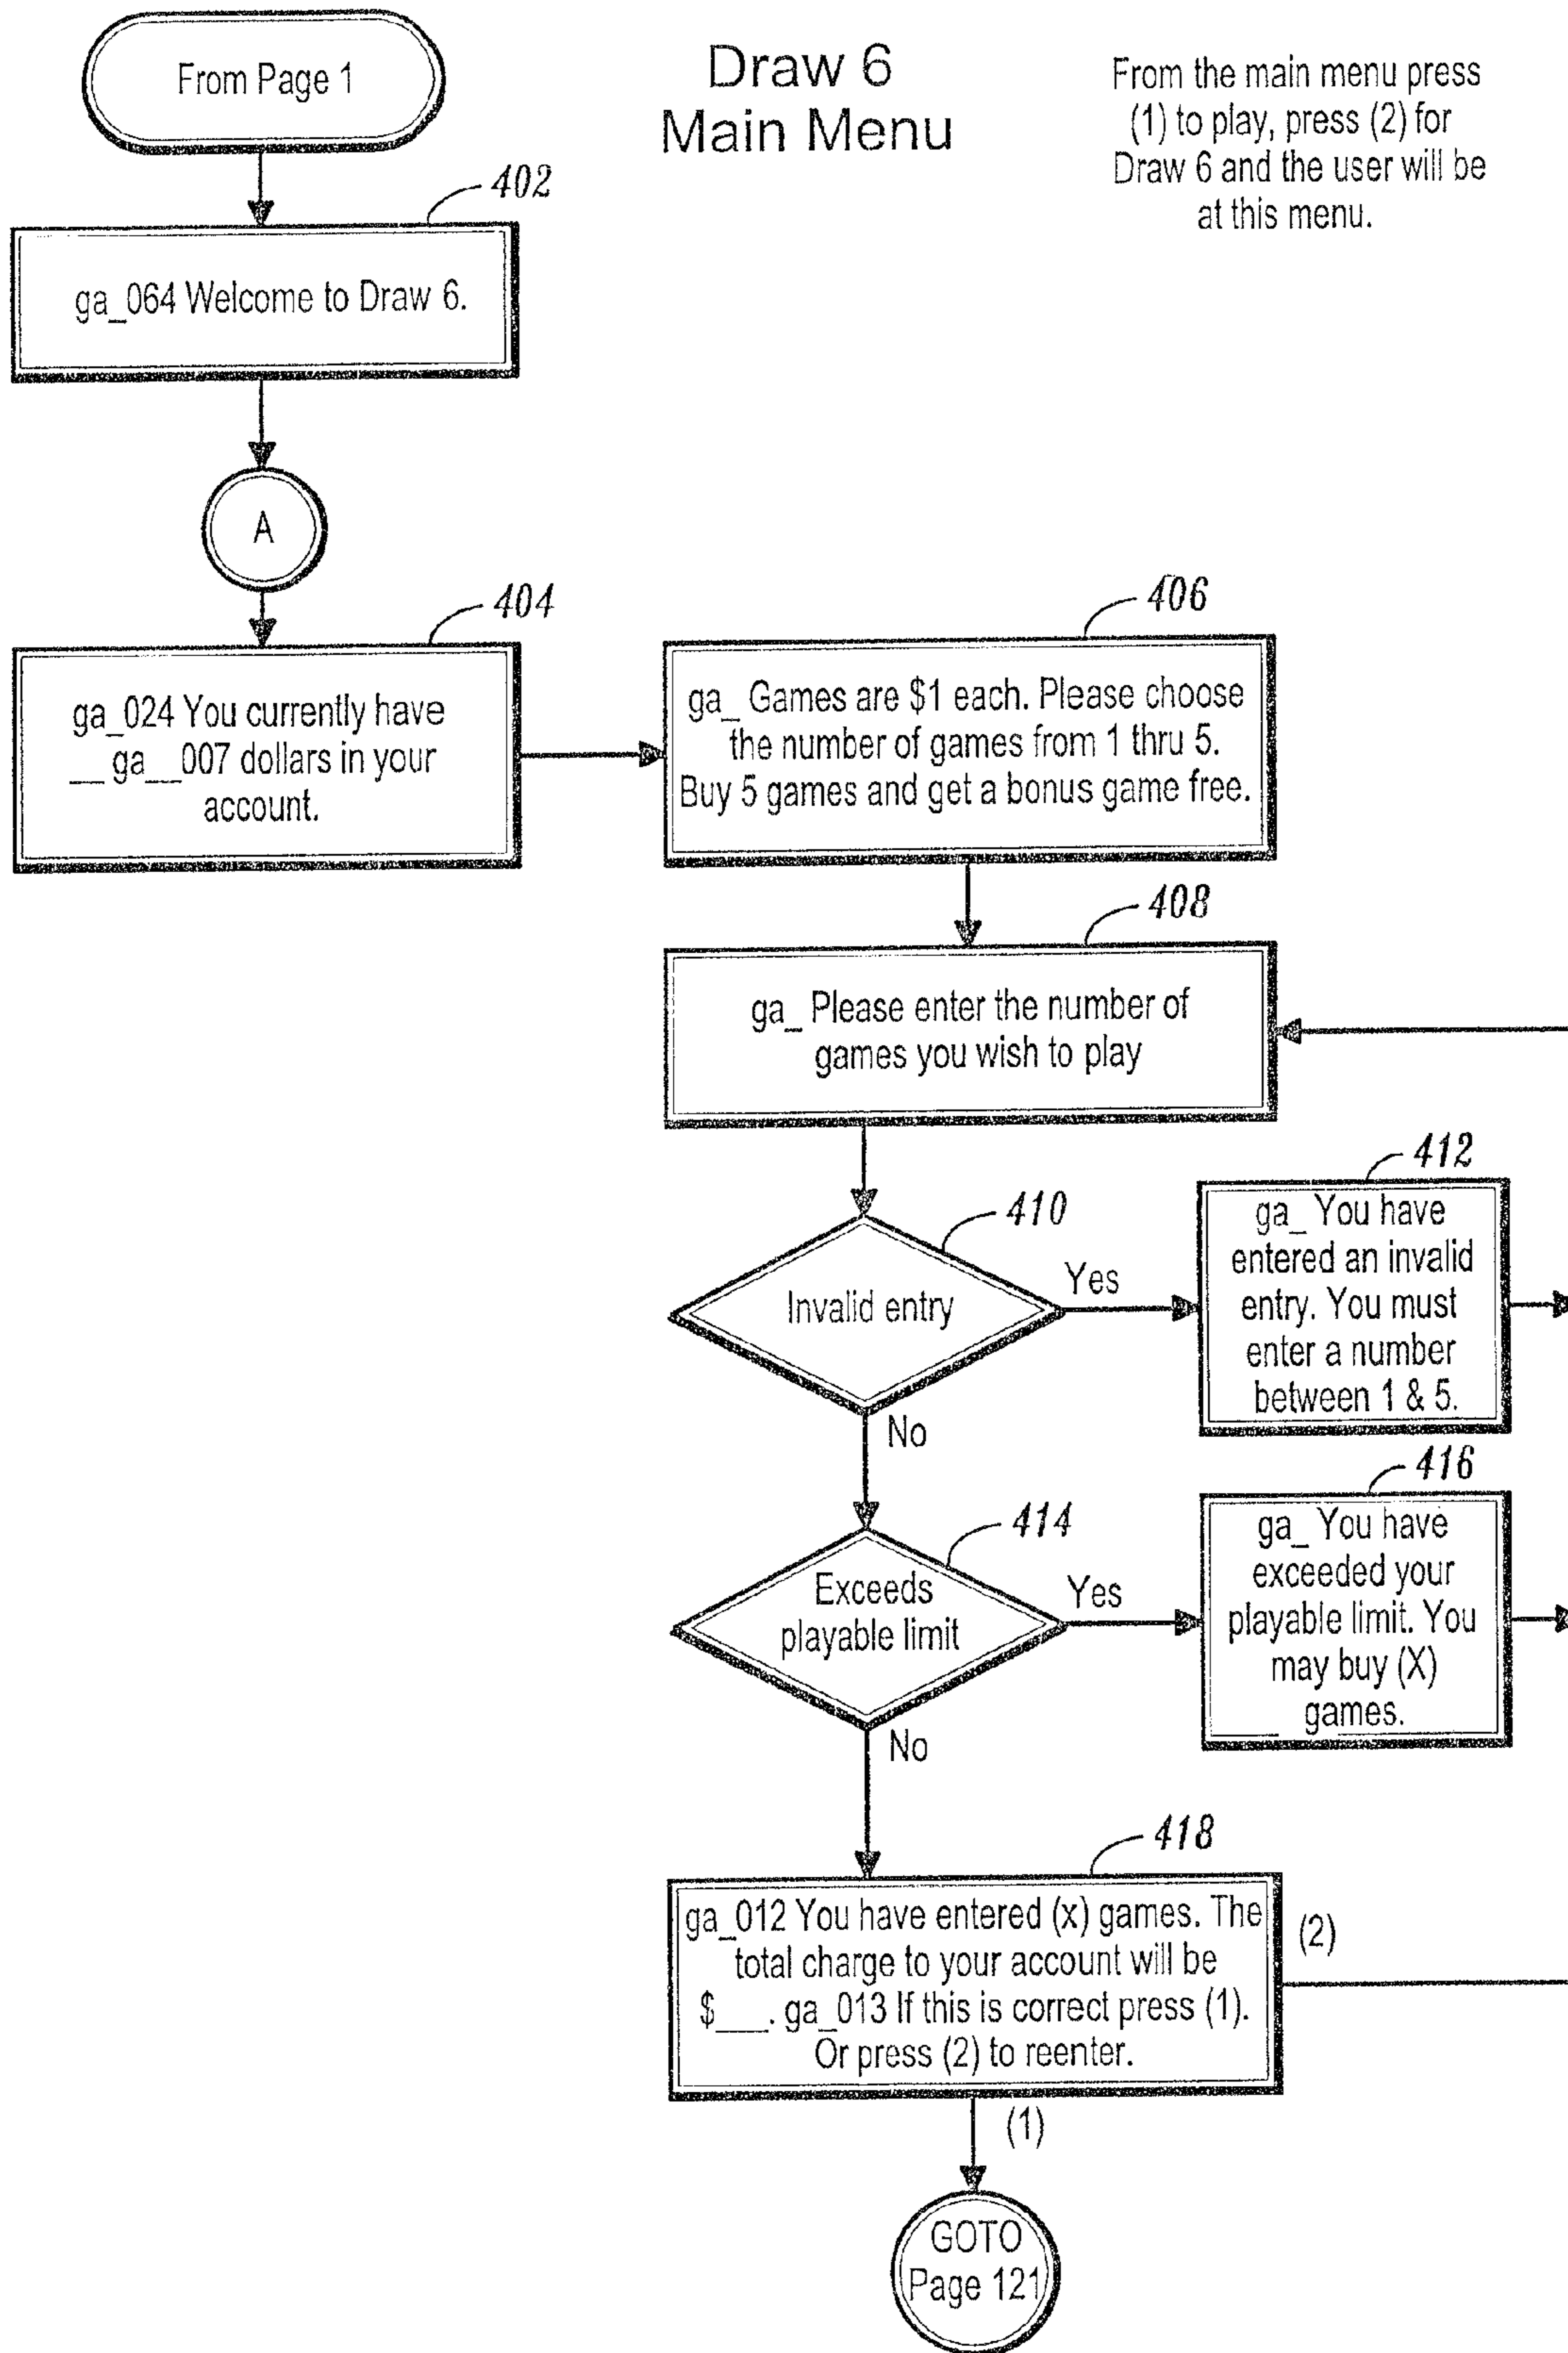 From Page 1
Draw 6
Main Menu
From the main menu press
(1) to play, press (2) for
Draw 6 and the user will be
at this menu.
402
ga_064 Welcome to Draw 6.
A
404
ga_024 You currently have
__ ga__007 dollars in your
account.
406
ga_ Games are $1 each. Please choose
the number of games from 1 thru 5.
Buy 5 games and get a bonus game free.
408
ga_ Please enter the number of
games you wish to play
410
Invalid entry
Yes
No
412
ga_ You have
entered an invalid
entry. You must
enter a number
between 1 & 5.
414
Exceeds
playable limit
Yes
No
416
ga_ You have
exceeded your
playable limit. You
may buy (X)
games.
418
ga_012 You have entered (x) games. The
total charge to your account will be
$___. ga_013 If this is correct press (1).
Or press (2) to reenter.
(2)
(1)
GOTO
Page 121